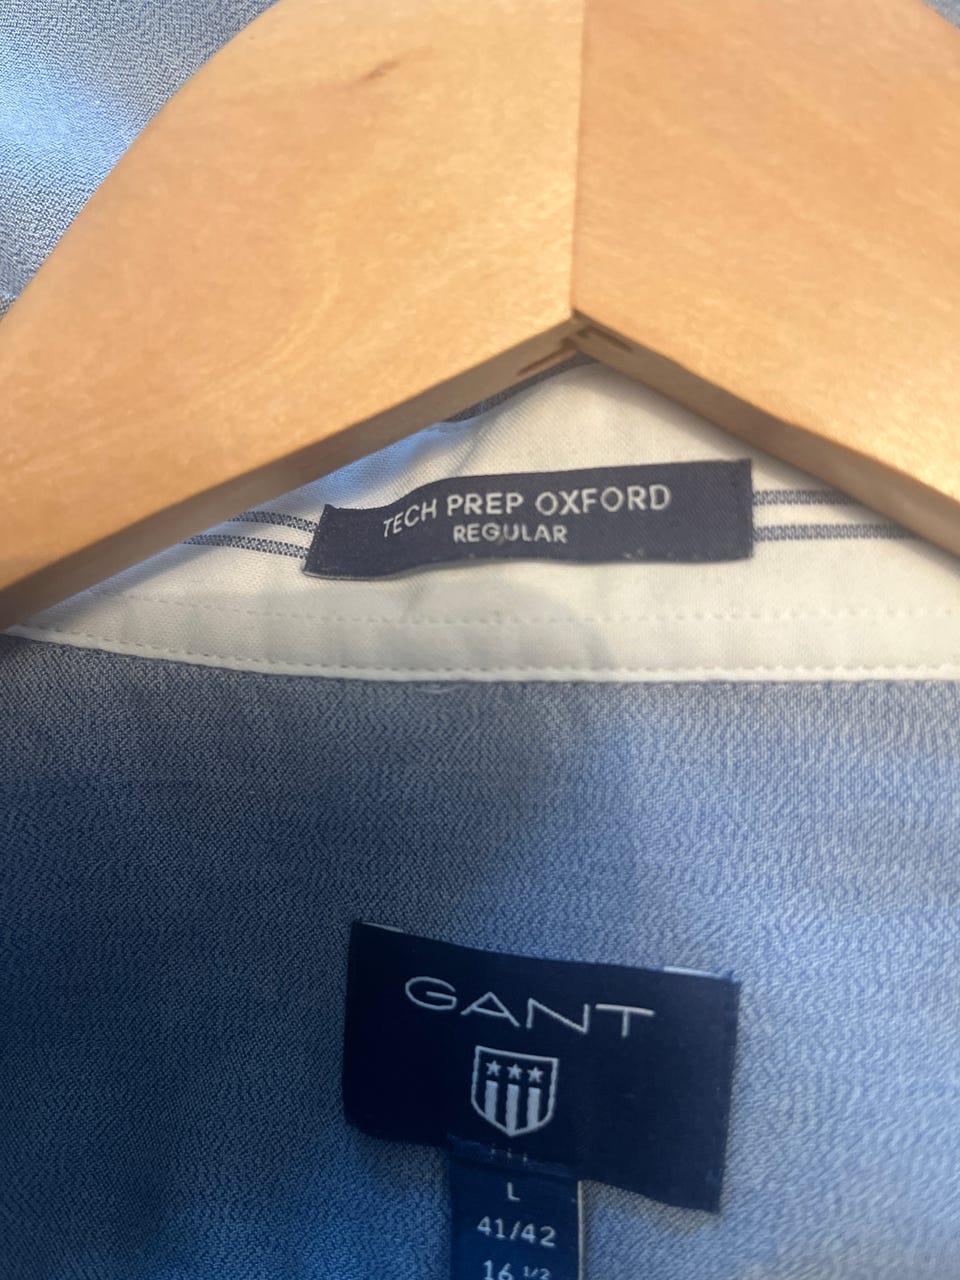 TECH PREP OXFORD
REGULAR
GANT
L
41/42
16 1/2